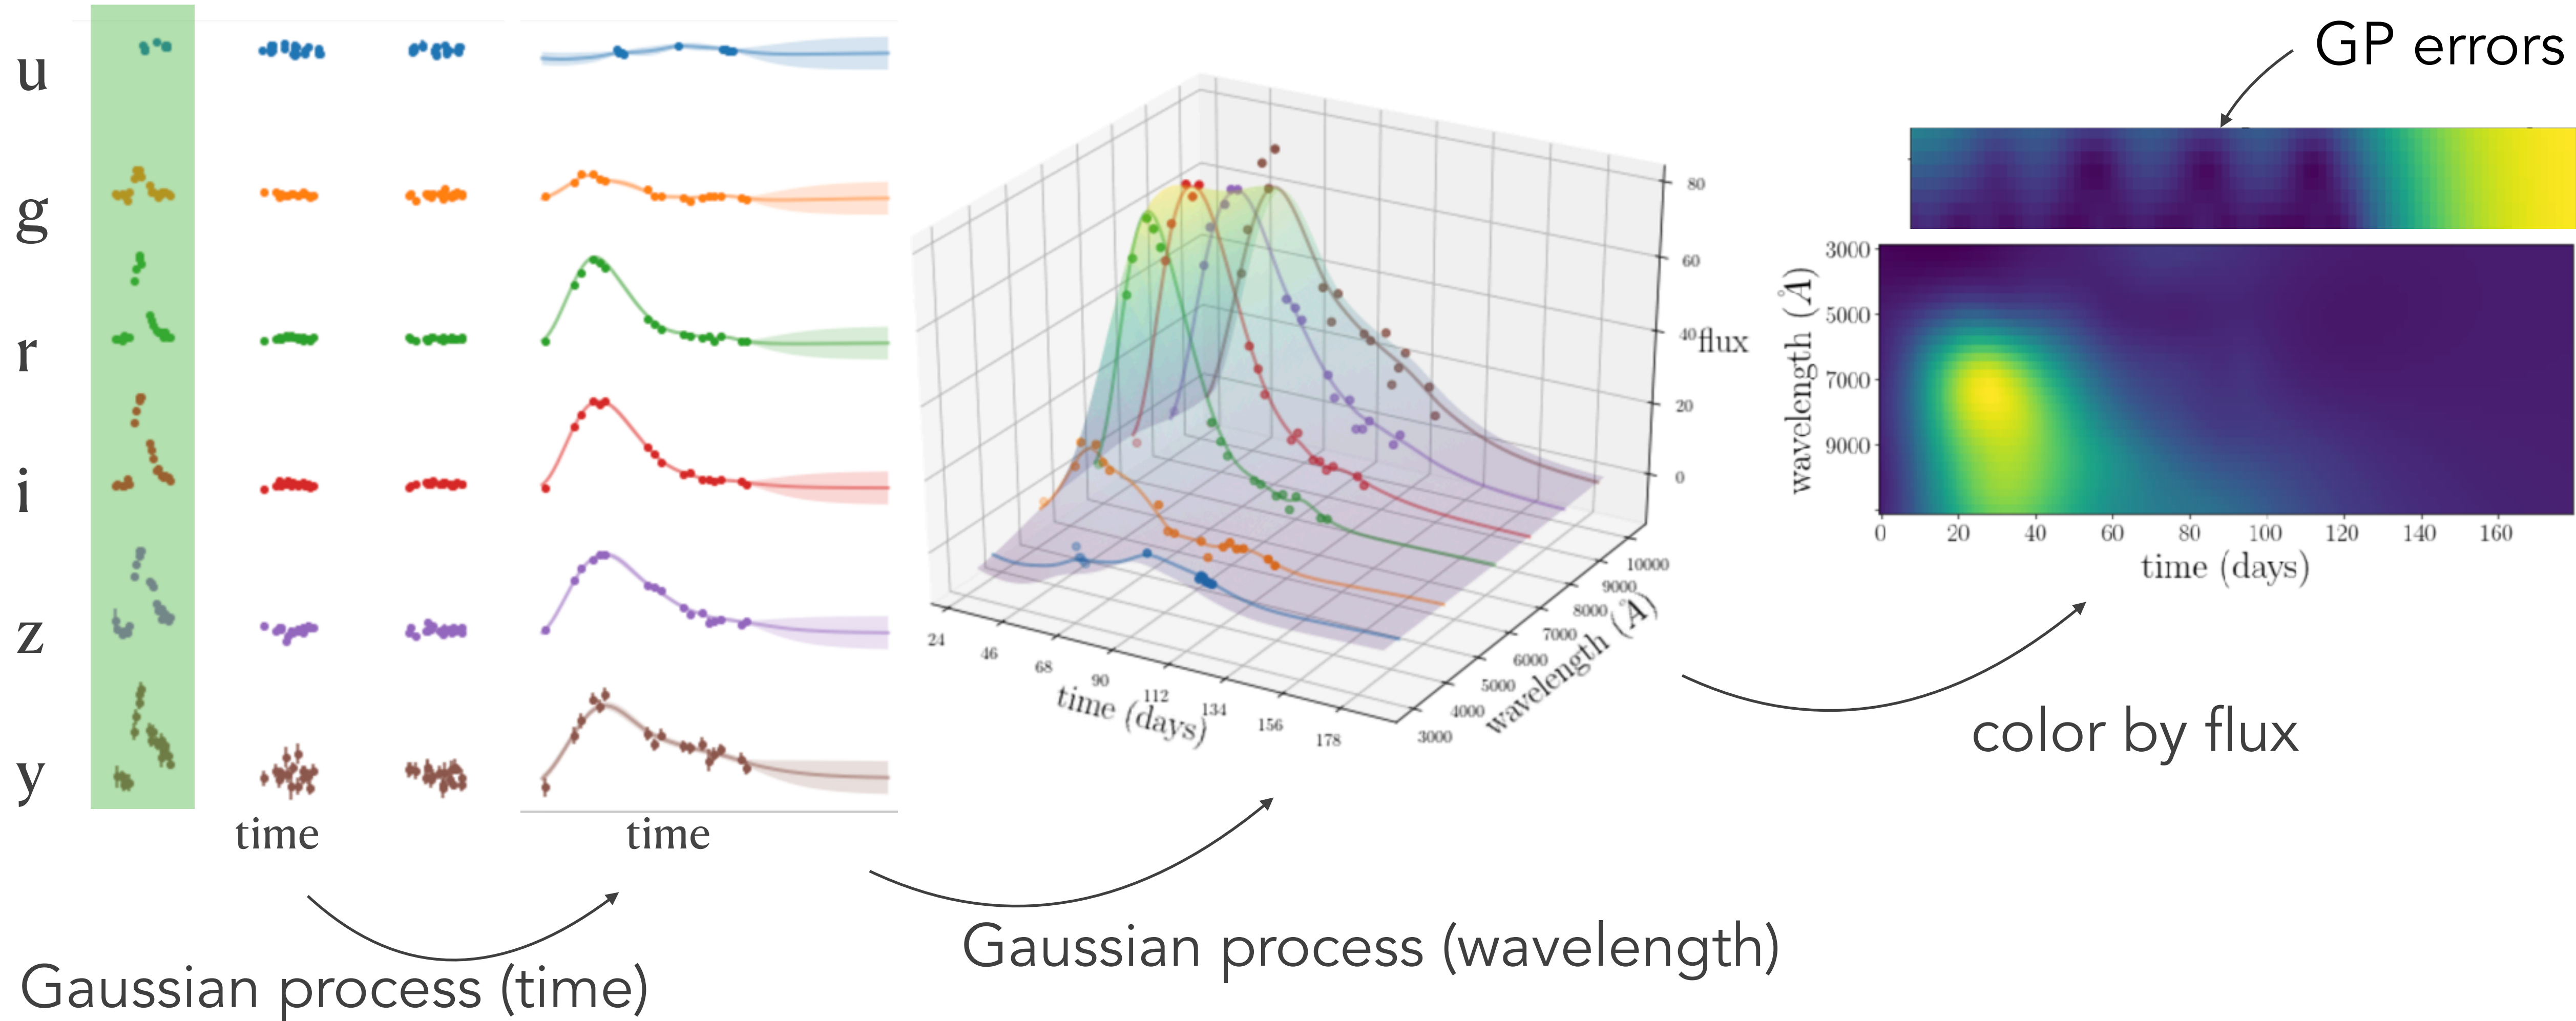 u
g
r
i
z
y
time
time
Gaussian process (time)
80
60
40
20
0
flux
24
46
68
90
112
134
156
178
time (days)
3000
4000
5000
6000
7000
8000
9000
10000
wavelength (Å)
Gaussian process (wavelength)
GP errors
3000
5000
7000
9000
wavelength (Å)
0
20
40
60
80
100
120
140
160
time (days)
color by flux